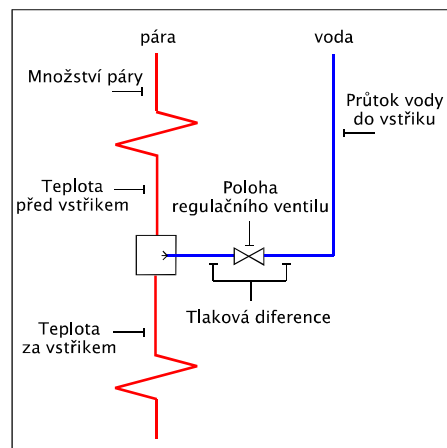 pára
voda
Množství páry
Průtok vody
do vstřiku
Teplota
před vstřikem
Poloha
regulačního ventilu
Tlaková diference
Teplota
za vstřikem